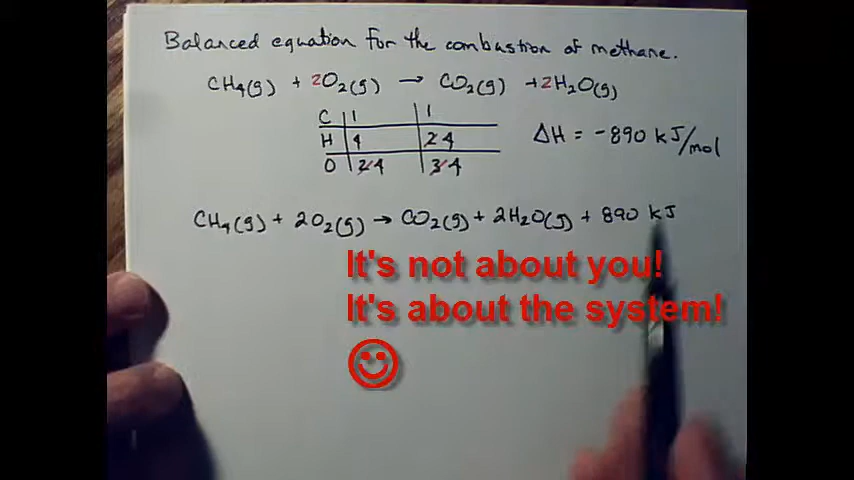 Balanced equation for the combustion of methane.
CH4(g) + 2O2(g) → CO2(g) + 2H2O(g)
C 1 1
H 4 2 4
O 2 4 3 4
ΔH = -890 kJ/mol
CH4(g) + 2O2(g) → CO2(g) + 2H2O(g) + 890 kJ
It's not about you!
It's about the system!